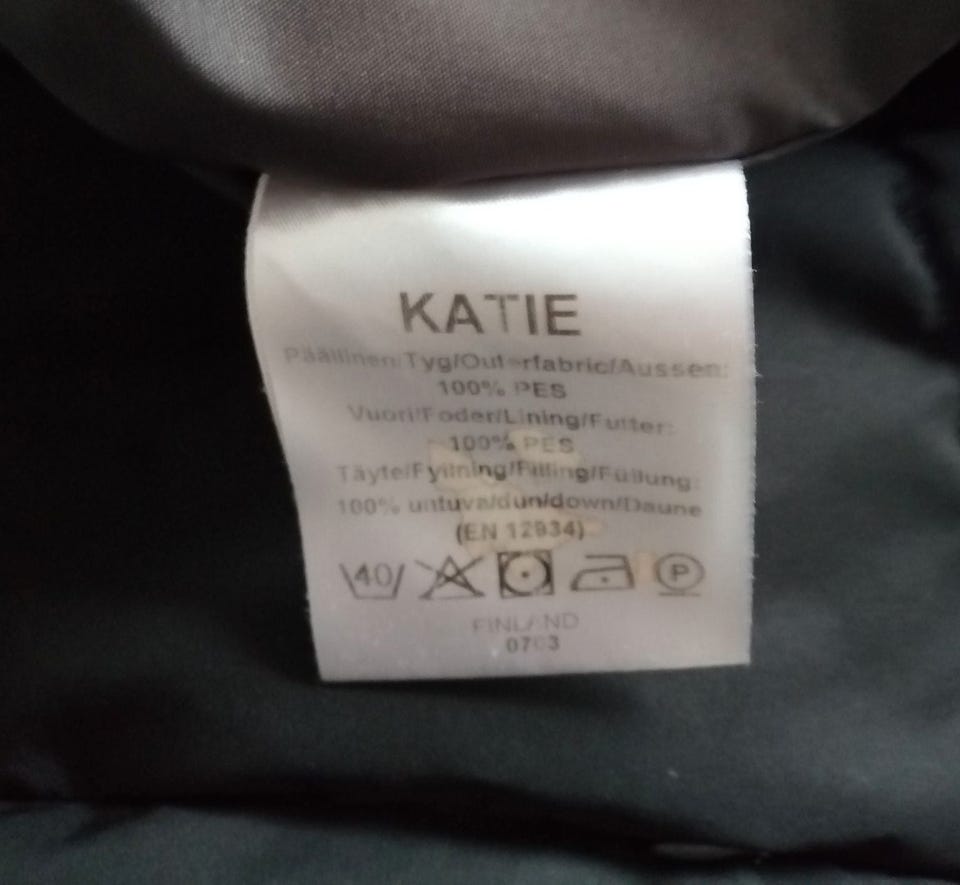 KATIE
Päällinen/Tyg/Outerfabric/Aussen:
100% PES
Vuori/Foder/Lining/Futter:
100% PES
Täyte/Fyllning/Filling/Füllung:
100% untuva/dun/down/Daune
(EN 12934)
40 P
FINLAND
0703